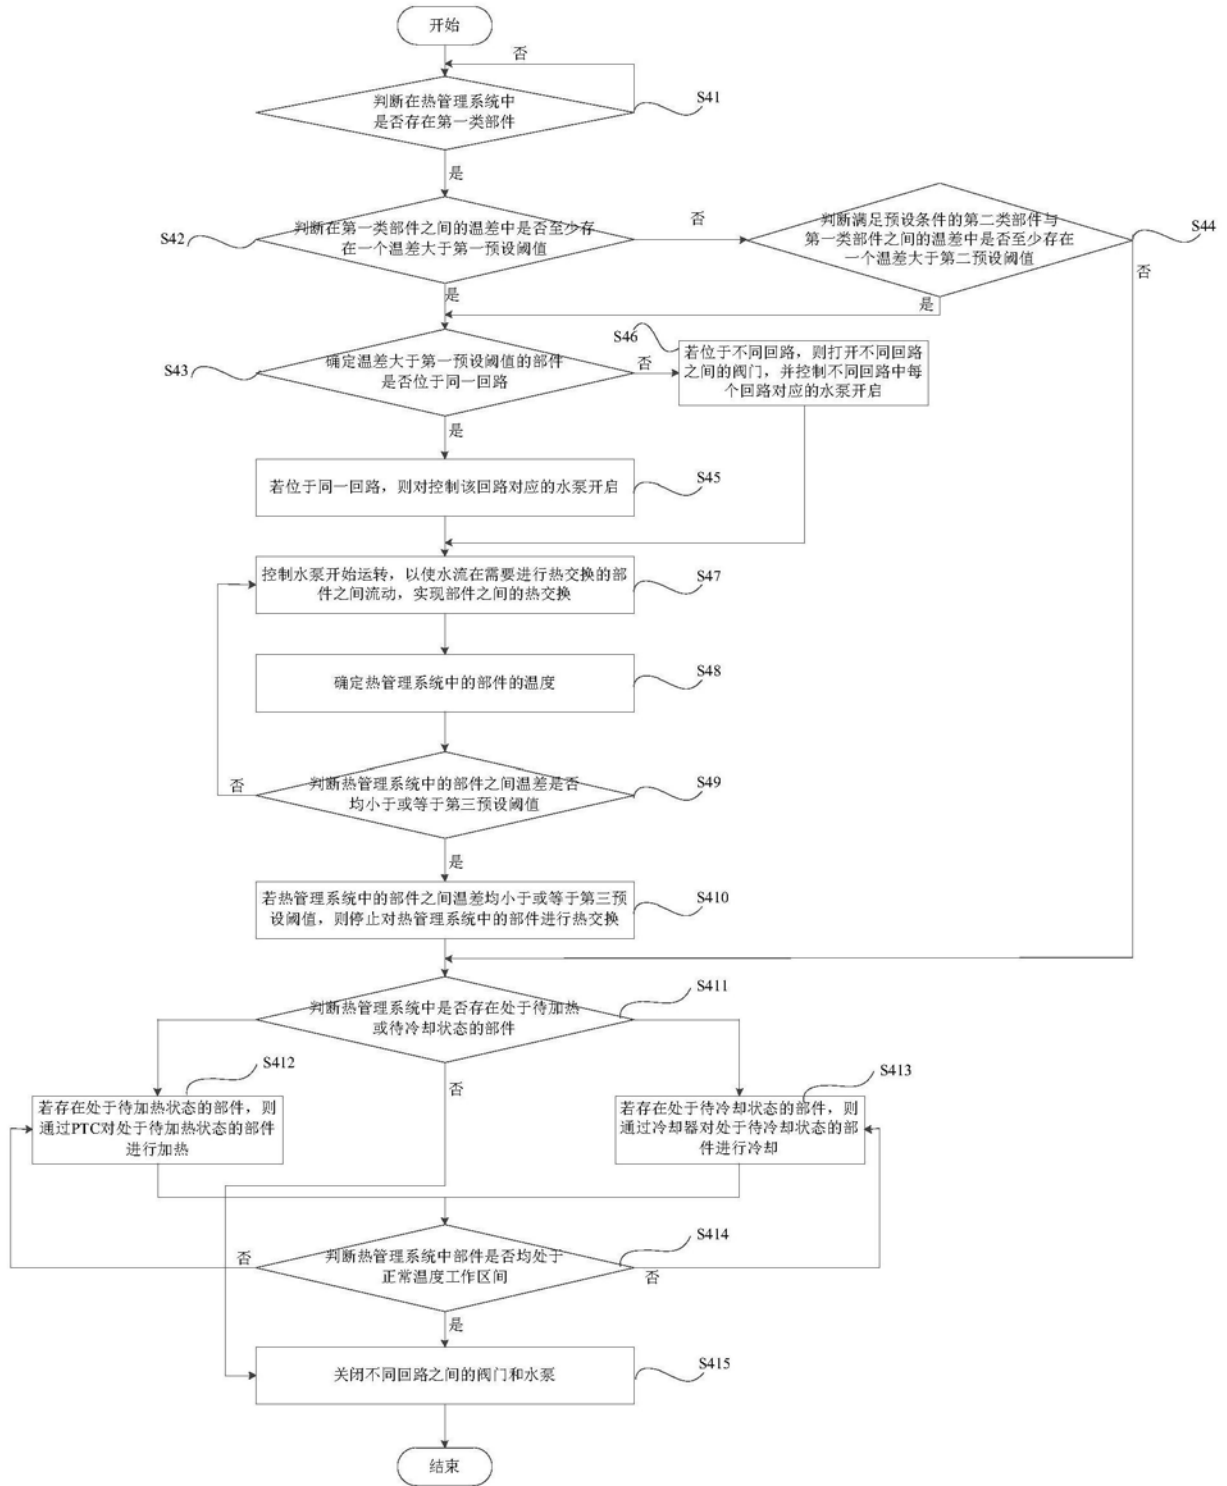 开始
否
判断在热管理系统中
是否存在第一类部件
S41
是
判断在第一类部件之间的温差中是否至少存
在一个温差大于第一预设阈值
S42
否
判断满足预设条件的第二类部件与
第一类部件之间的温差中是否至少存在
一个温差大于第二预设阈值
S44
否
是
是
确定温差大于第一预设阈值的部件
是否位于同一回路
S43
否
S46
若位于不同回路，则打开不同回路
之间的阀门，并控制不同回路中每
个回路对应的水泵开启
是
若位于同一回路，则对控制该回路对应的水泵开启
S45
控制水泵开始运转，以使水流在需要进行热交换的部
件之间流动，实现部件之间的热交换
S47
确定热管理系统中的部件的温度
S48
否
判断热管理系统中的部件之间温差是否
均小于或等于第三预设阈值
S49
是
若热管理系统中的部件之间温差均小于或等于第三预
设阈值，则停止对热管理系统中的部件进行热交换
S410
判断热管理系统中是否存在处于待加热
或待冷却状态的部件
S411
S412
若存在处于待加热状态的部件，则
通过PTC对处于待加热状态的部件
进行加热
否
S413
若存在处于待冷却状态的部件，则
通过冷却器对处于待冷却状态的部
件进行冷却
否
判断热管理系统中部件是否均处于
正常温度工作区间
S414
否
是
关闭不同回路之间的阀门和水泵
S415
结束